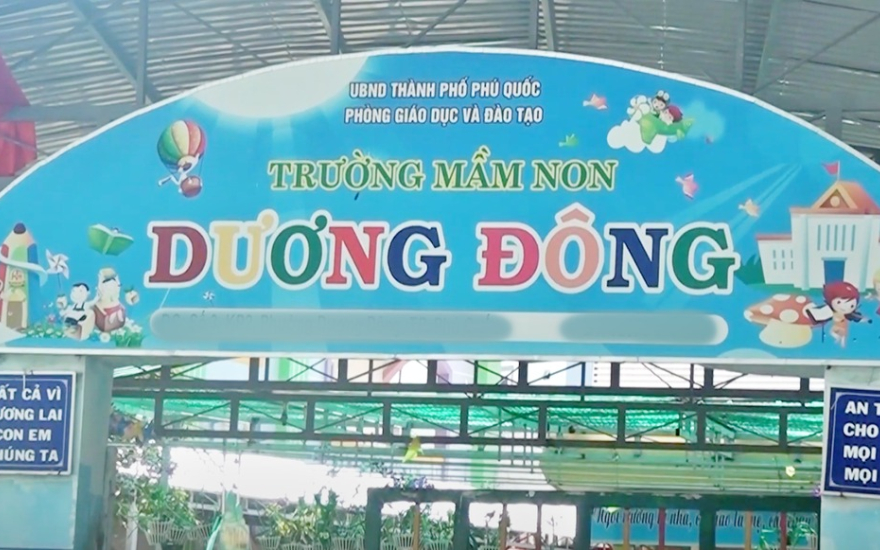 UBND THÀNH PHỐ PHÚ QUỐC
PHÒNG GIÁO DỤC VÀ ĐÀO TẠO
TRƯỜNG MẦM NON
DƯƠNG ĐÔNG
ẤT CẢ VÌ
ƯƠNG LAI
CON EM
HÚNG TA
AN T
CHO
MỌI
MỌI